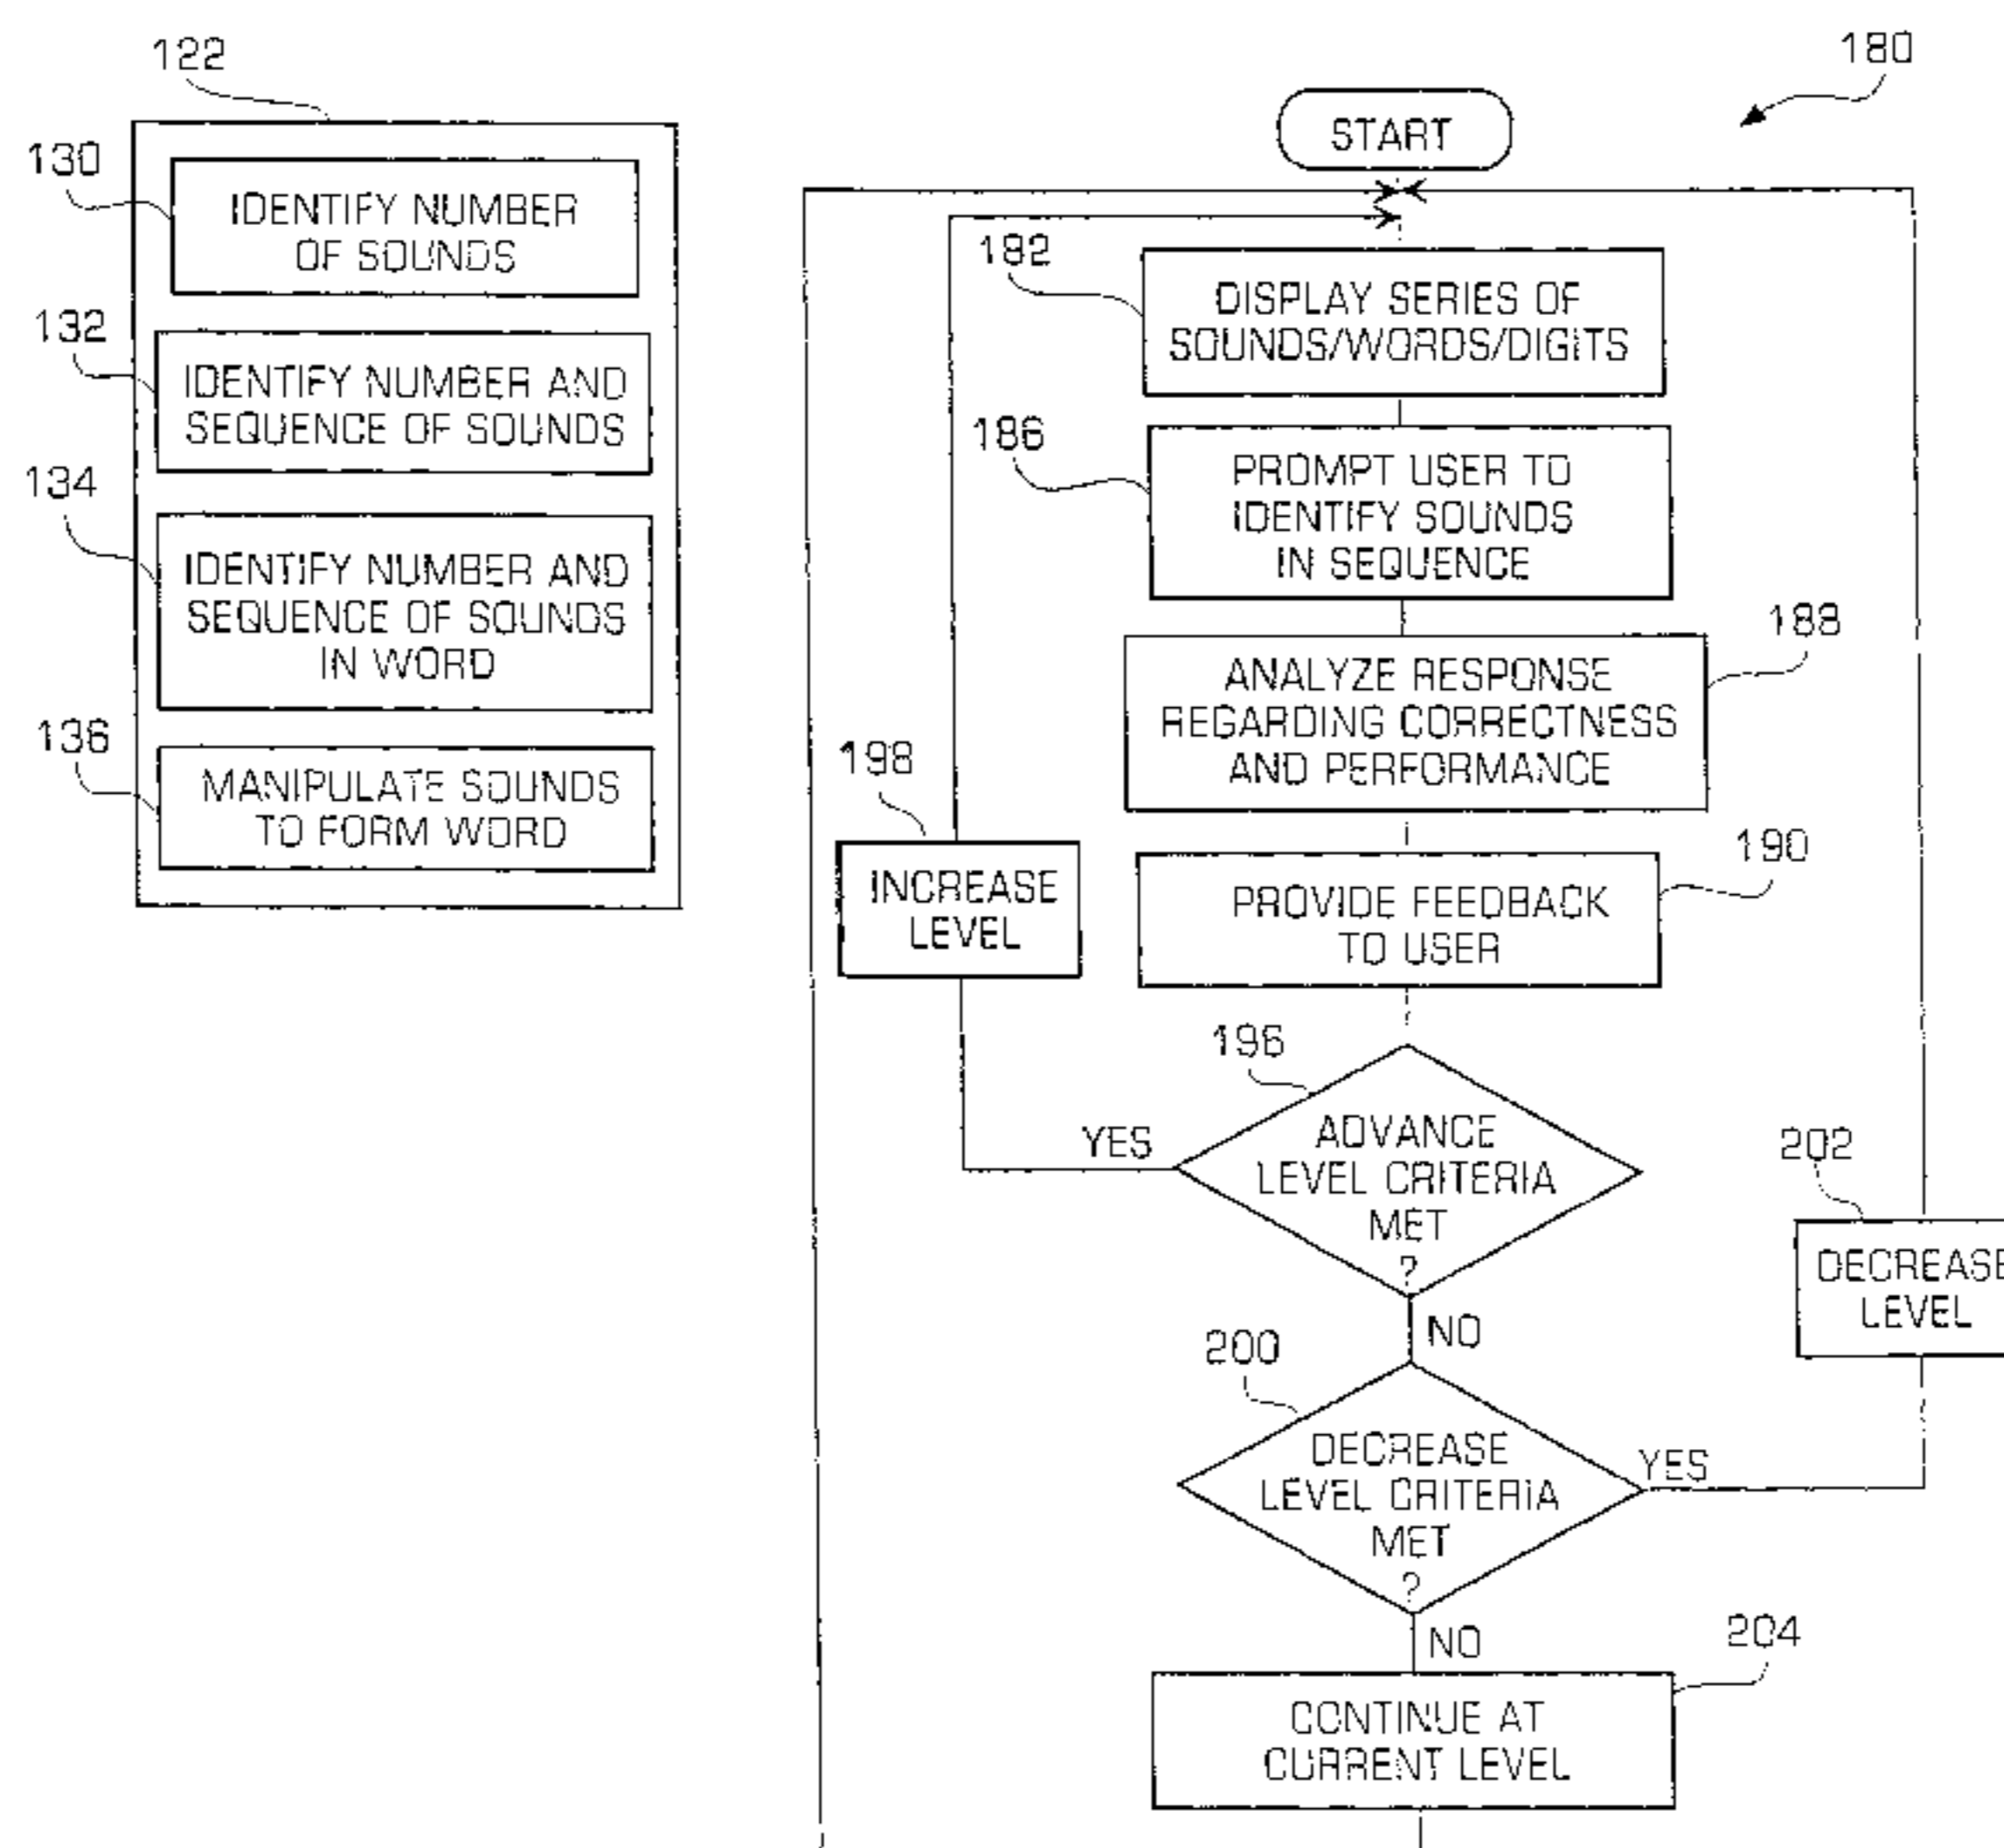 122
130
IDENTIFY NUMBER
OF SOUNDS
132
IDENTIFY NUMBER AND
SEQUENCE OF SOUNDS
134
IDENTIFY NUMBER AND
SEQUENCE OF SOUNDS
IN WORD
136
MANIPULATE SOUNDS
TO FORM WORD
180
START
182
DISPLAY SERIES OF
SOUNDS/WORDS/DIGITS
186
PROMPT USER TO
IDENTIFY SOUNDS
IN SEQUENCE
188
ANALYZE RESPONSE
REGARDING CORRECTNESS
AND PERFORMANCE
198
INCREASE
LEVEL
190
PROVIDE FEEDBACK
TO USER
196
YES
ADVANCE
LEVEL CRITERIA
MET
?
NO
202
DECREASE
LEVEL
200
DECREASE
LEVEL CRITERIA
MET
?
YES
NO
204
CONTINUE AT
CURRENT LEVEL